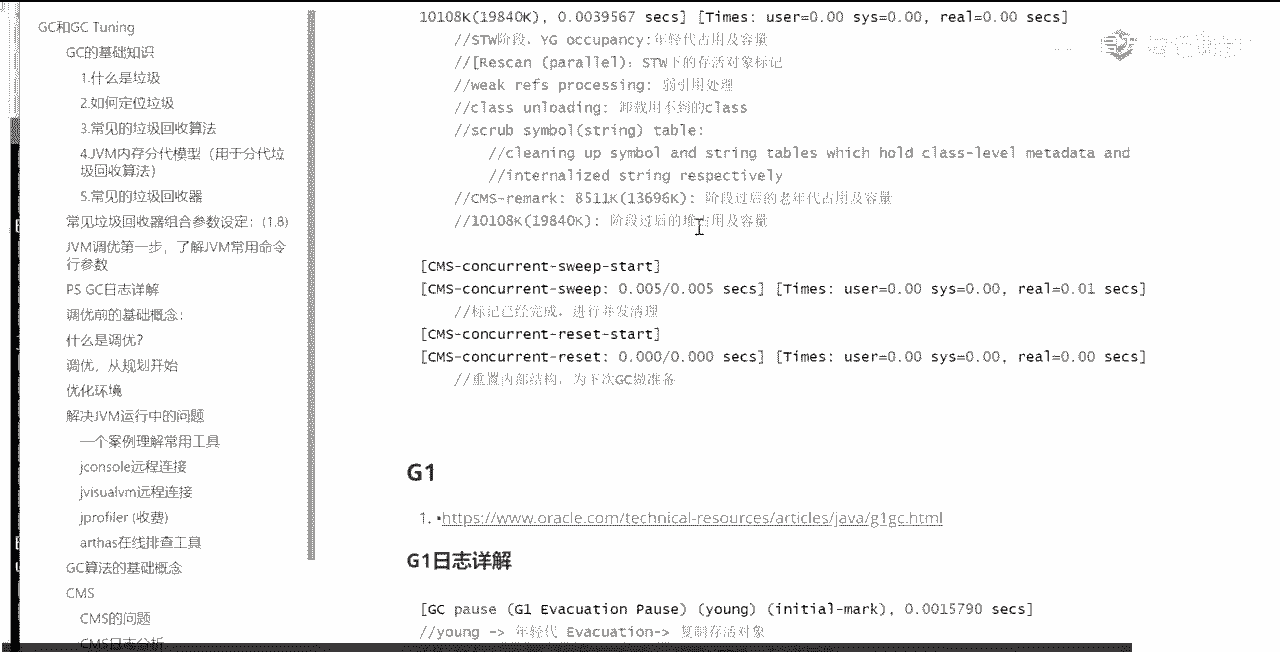 GC和GC Tuning
GC的基础知识
1.什么是垃圾
2.如何定位垃圾
3.常见的垃圾回收算法
4.JVM内存分代模型（用于分代垃
圾回收算法）
5.常见的垃圾回收器
常见垃圾回收器组合参数设定：(1.8)
JVM调优第一步，了解JVM常用命令
行参数
PS GC日志详解
调优前的基础概念：
什么是调优？
调优，从规划开始
优化环境
解决JVM运行中的问题
一个案例理解常用工具
jconsole远程连接
jvisualvm远程连接
jprofiler (收费)
arthas在线排查工具
GC算法的基础概念
CMS
CMS的问题
CMS日志分析
10108K(19840K), 0.0039567 secs] [Times: user=0.00 sys=0.00, real=0.00 secs]
//STW阶段，YG occupancy:年轻代占用及容量
//[Rescan (parallel)：STW下的存活对象标记
//weak refs processing: 弱引用处理
//class unloading: 卸载用不到的class
//scrub symbol(string) table:
//cleaning up symbol and string tables which hold class-level metadata and
//internalized string respectively
//CMS-remark: 8511K(13696K): 阶段过后的老年代占用及容量
//10108K(19840K): 阶段过后的堆占用及容量
[CMS-concurrent-sweep-start]
[CMS-concurrent-sweep: 0.005/0.005 secs] [Times: user=0.00 sys=0.00, real=0.01 secs]
//标记已经完成，进行并发清理
[CMS-concurrent-reset-start]
[CMS-concurrent-reset: 0.000/0.000 secs] [Times: user=0.00 sys=0.00, real=0.00 secs]
//重置内部结构，为下次GC做准备
G1
1. •https://www.oracle.com/technical-resources/articles/java/g1gc.html
G1日志详解
[GC pause (G1 Evacuation Pause) (young) (initial-mark), 0.0015790 secs]
//young -> 年轻代 Evacuation-> 复制存活对象